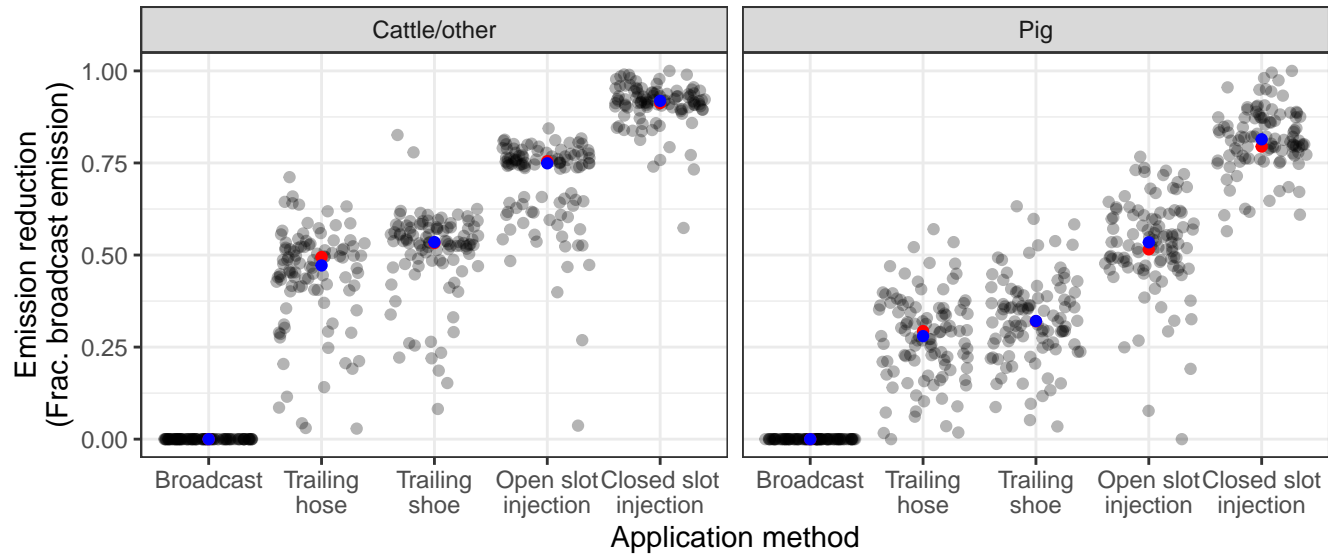 Cattle/other
Pig
Emission reduction
(Frac. broadcast emission)
1.00
0.75
0.50
0.25
0.00
Broadcast
Trailing
hose
Trailing
shoe
Open slot
injection
Closed slot
injection
Broadcast
Trailing
hose
Trailing
shoe
Open slot
injection
Closed slot
injection
Application method